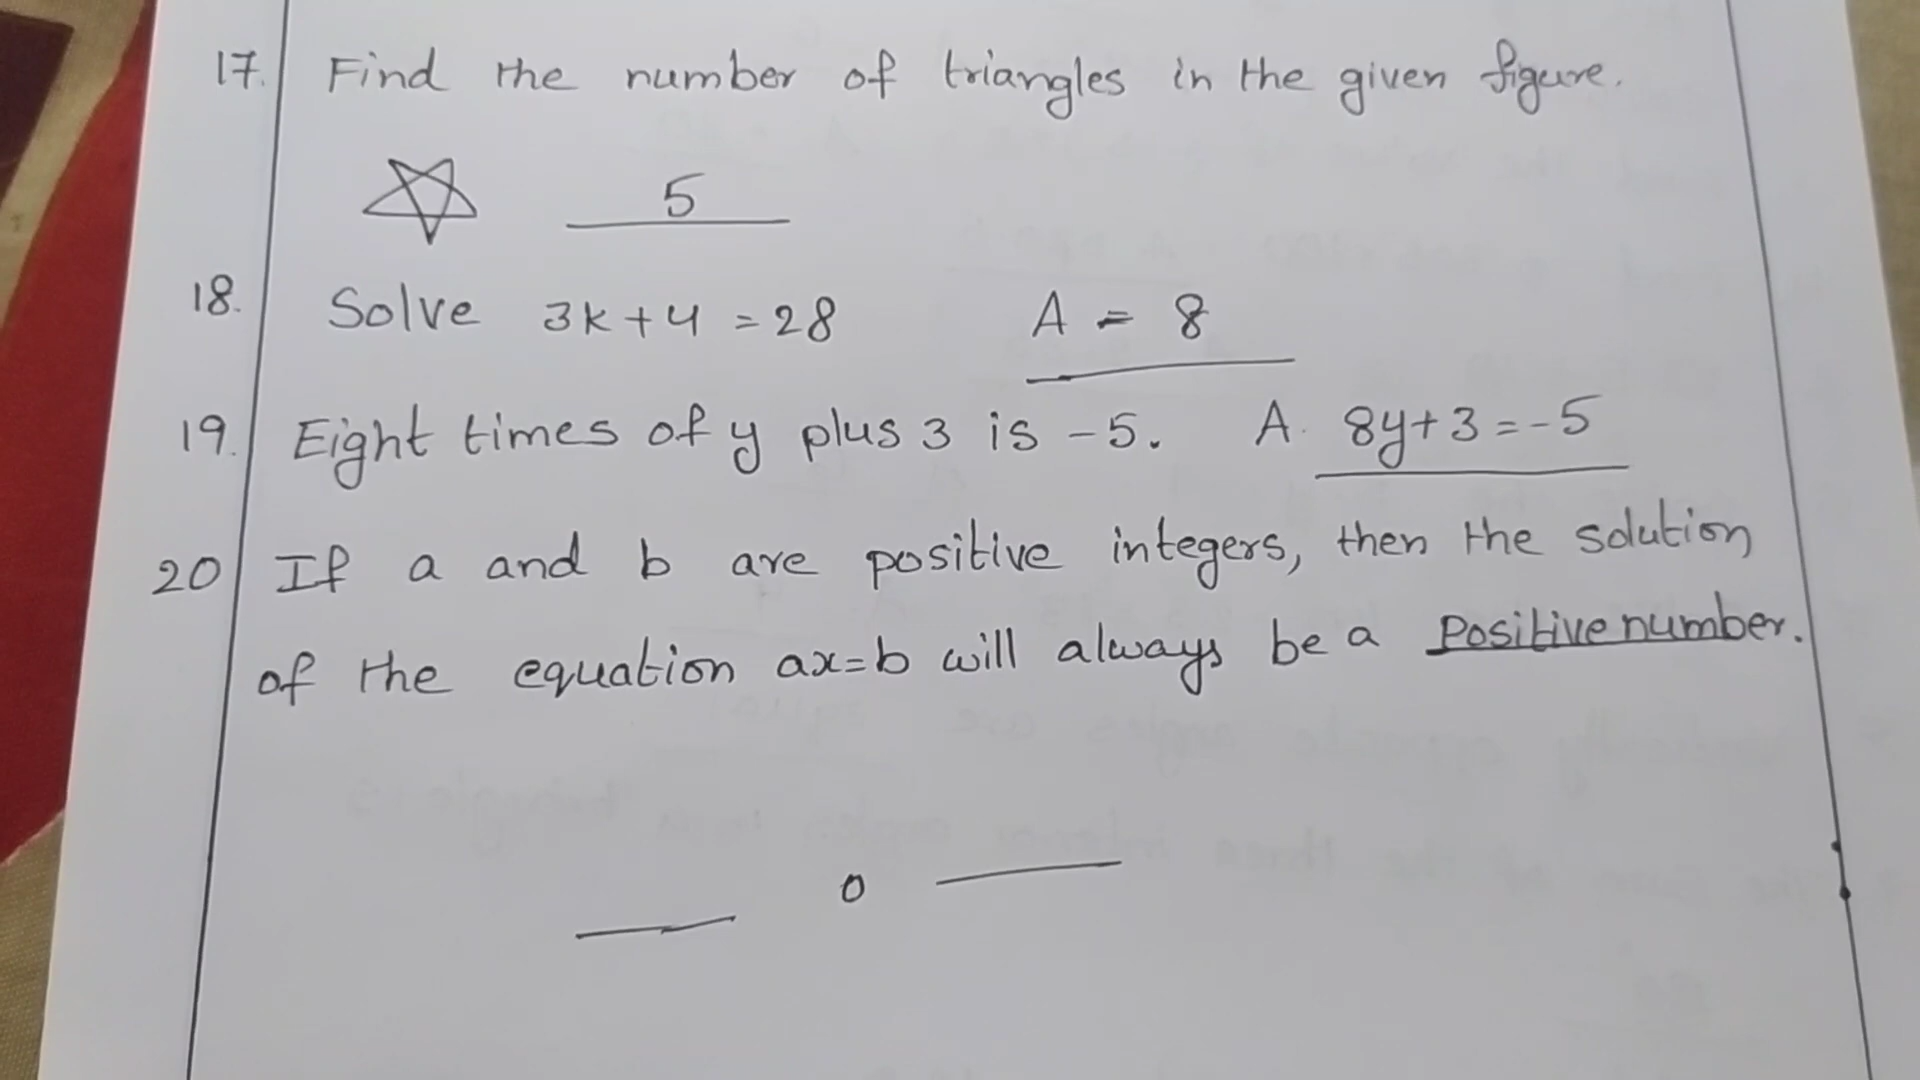 17. Find the number of triangles in the given figure.
5
18. Solve 3k+4 = 28 A = 8
19. Eight times of y plus 3 is -5. A. 8y+3=-5
20 If a and b are positive integers, then the solution
of the equation ax=b will always be a Positive number.
0